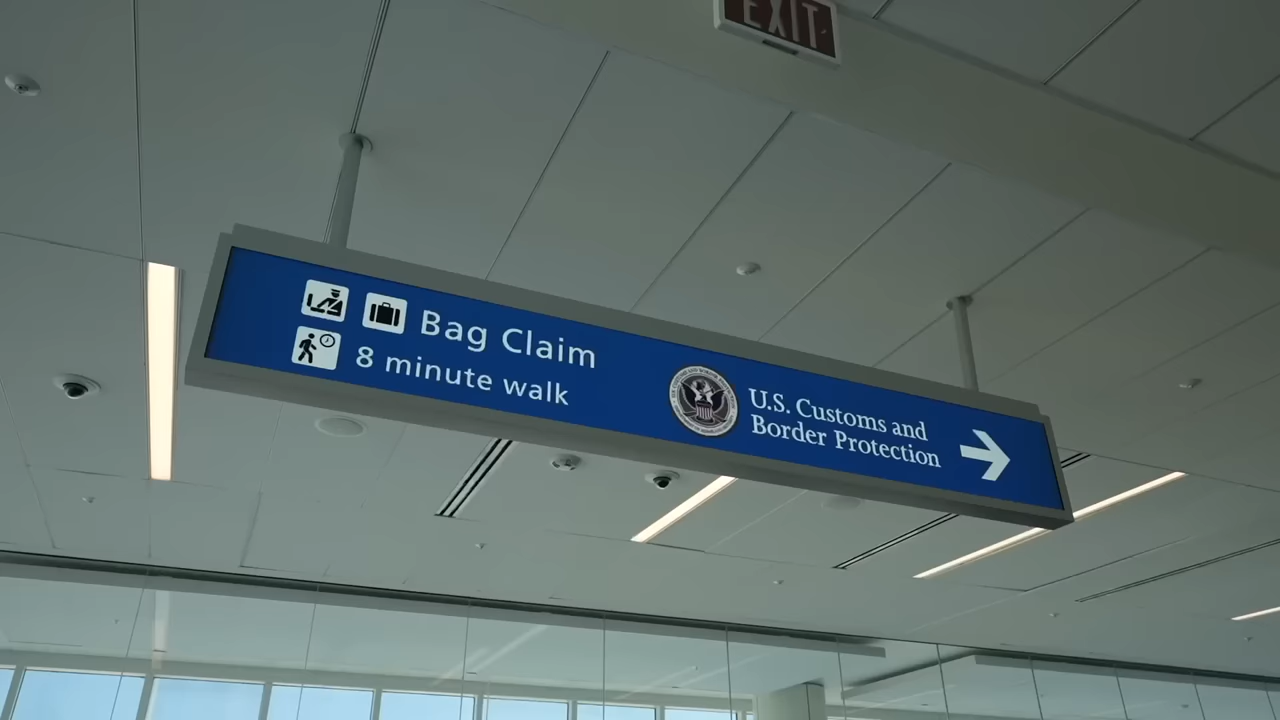 EXIT
Bag Claim
8 minute walk
U.S. Customs and
Border Protection